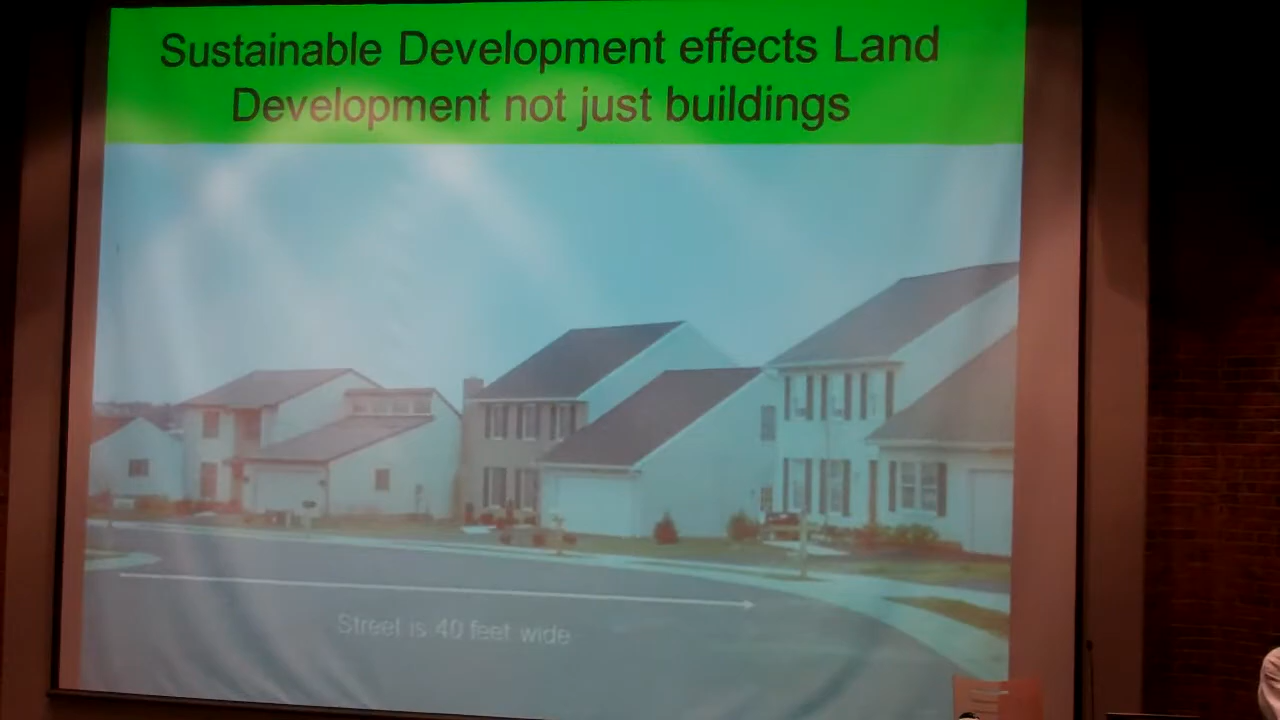 Sustainable Development effects Land
Development not just buildings
Street is 40 feet wide